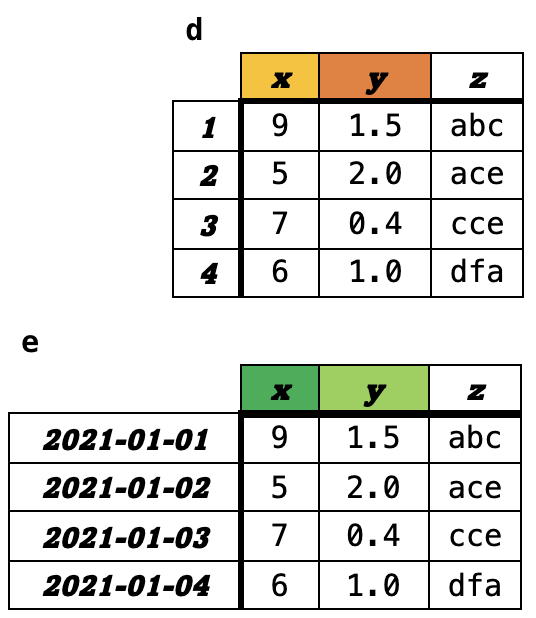 d
x y z
1 9 1.5 abc
2 5 2.0 ace
3 7 0.4 cce
4 6 1.0 dfa
e
x y z
2021-01-01 9 1.5 abc
2021-01-02 5 2.0 ace
2021-01-03 7 0.4 cce
2021-01-04 6 1.0 dfa